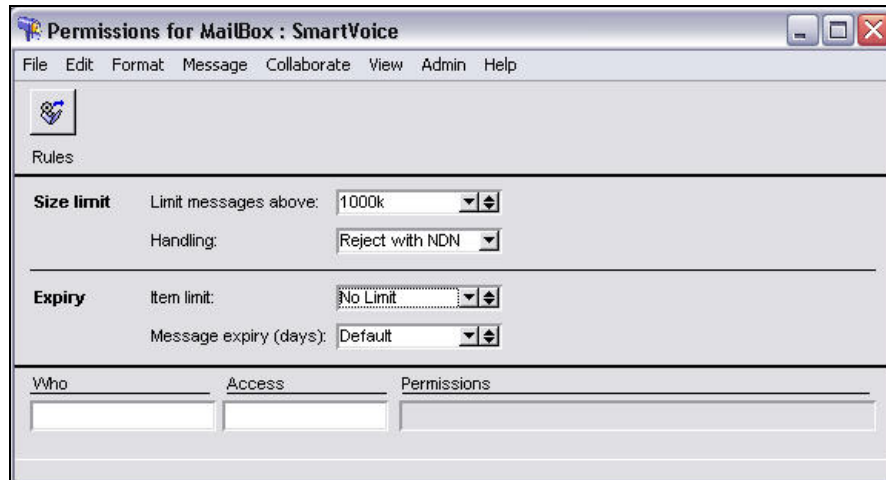 Permissions for MailBox : SmartVoice
File Edit Format Message Collaborate View Admin Help
Rules
Size limit Limit messages above: 1000k
Handling: Reject with NDN
Expiry Item limit: No Limit
Message expiry (days): Default
Who Access Permissions